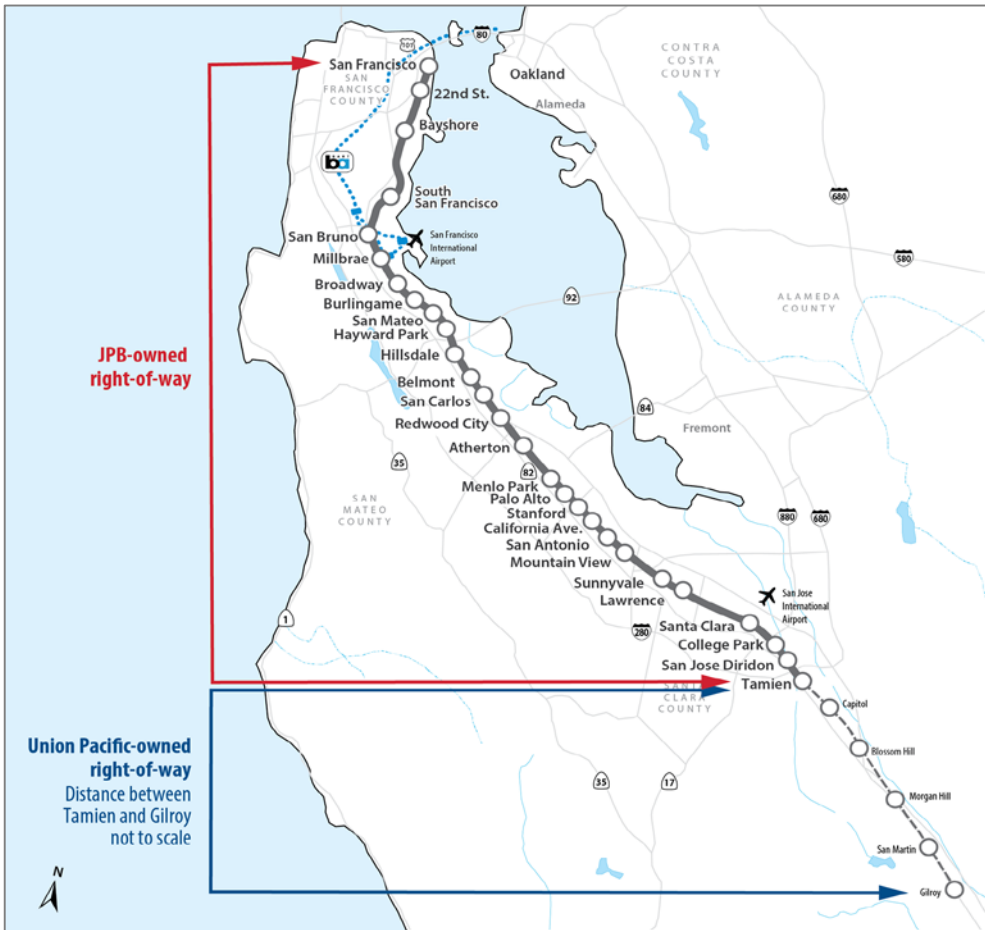 101
80
San Francisco
SAN
FRANCISCO
COUNTY
CONTRA
COSTA
COUNTY
Oakland
Alameda
22nd St.
Bayshore
ba
680
South
San Francisco
San Bruno
San Francisco
International
Airport
580
Millbrae
Broadway
92
ALAMEDA
COUNTY
Burlingame
San Mateo
Hayward Park
JPB-owned
right-of-way
Hillsdale
Belmont
San Carlos
84
Redwood City
Fremont
Atherton
35
82
Menlo Park
Palo Alto
SAN
MATEO
COUNTY
Stanford
California Ave.
880
680
San Antonio
Mountain View
Sunnyvale
Lawrence
San Jose
International
Airport
1
Santa Clara
280
College Park
San Jose Diridon
Tamien
SANTA
CLARA
COUNTY
Capitol
Union Pacific-owned
right-of-way
Distance between
Tamien and Gilroy
not to scale
Blossom Hill
35
17
Morgan Hill
San Martin
N
Gilroy